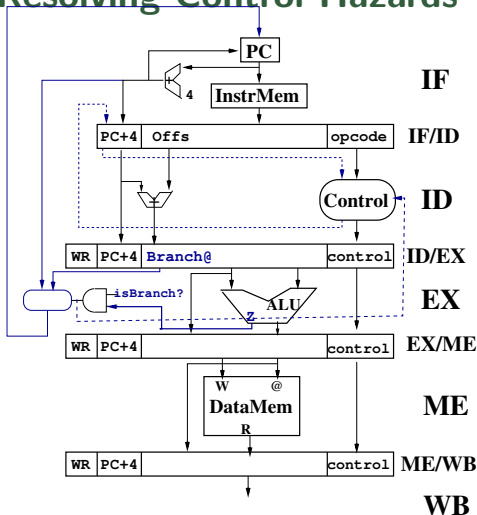 Resolving Control Hazards
PC
4
InstrMem
IF
PC+4 Offs opcode IF/ID
+
Control ID
WR PC+4 Branch@ control ID/EX
isBranch?
ALU
Z
EX
WR PC+4 control EX/ME
W @
DataMem
R
ME
WR PC+4 control ME/WB
WB